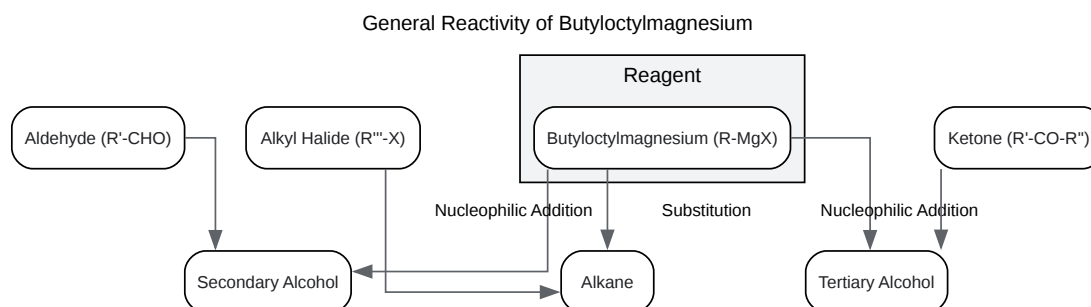 General Reactivity of Butyloctylmagnesium
Reagent
Aldehyde (R'-CHO)
Alkyl Halide (R'''-X)
Butyloctylmagnesium (R-MgX)
Ketone (R'-CO-R'')
Nucleophilic Addition
Substitution
Nucleophilic Addition
Secondary Alcohol
Alkane
Tertiary Alcohol